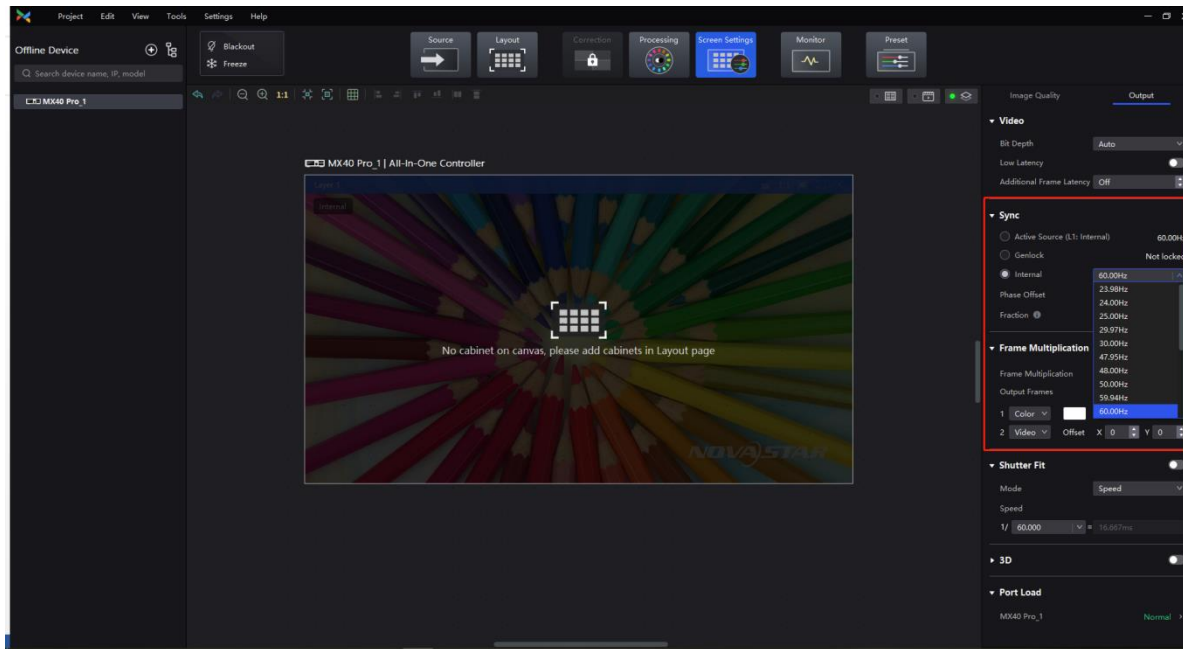 Project Edit View Tools Settings Help
Offline Device
Search device name, IP, model
MX40 Pro_1
Blackout
Freeze
Source Layout Correction Processing Screen Settings Monitor Preset
1:1
MX40 Pro_1 | All-In-One Controller
Layer 1
Internal
No cabinet on canvas, please add cabinets in Layout page
NOVASTAR
Image Quality Output
Video
Bit Depth Auto
Low Latency
Additional Frame Latency Off
Sync
Active Source (L1: Internal) 60.00Hz
Genlock Not locked
Internal 60.00Hz
23.98Hz
Phase Offset 24.00Hz
25.00Hz
Fraction 29.97Hz
30.00Hz
Frame Multiplication 47.95Hz
Frame Multiplication 48.00Hz
50.00Hz
Output Frames 59.94Hz
1 Color 60.00Hz
2 Video Offset X 0 Y 0
Shutter Fit
Mode Speed
Speed
1/ 60.000 = 16.667ms
3D
Port Load
MX40 Pro_1 Normal